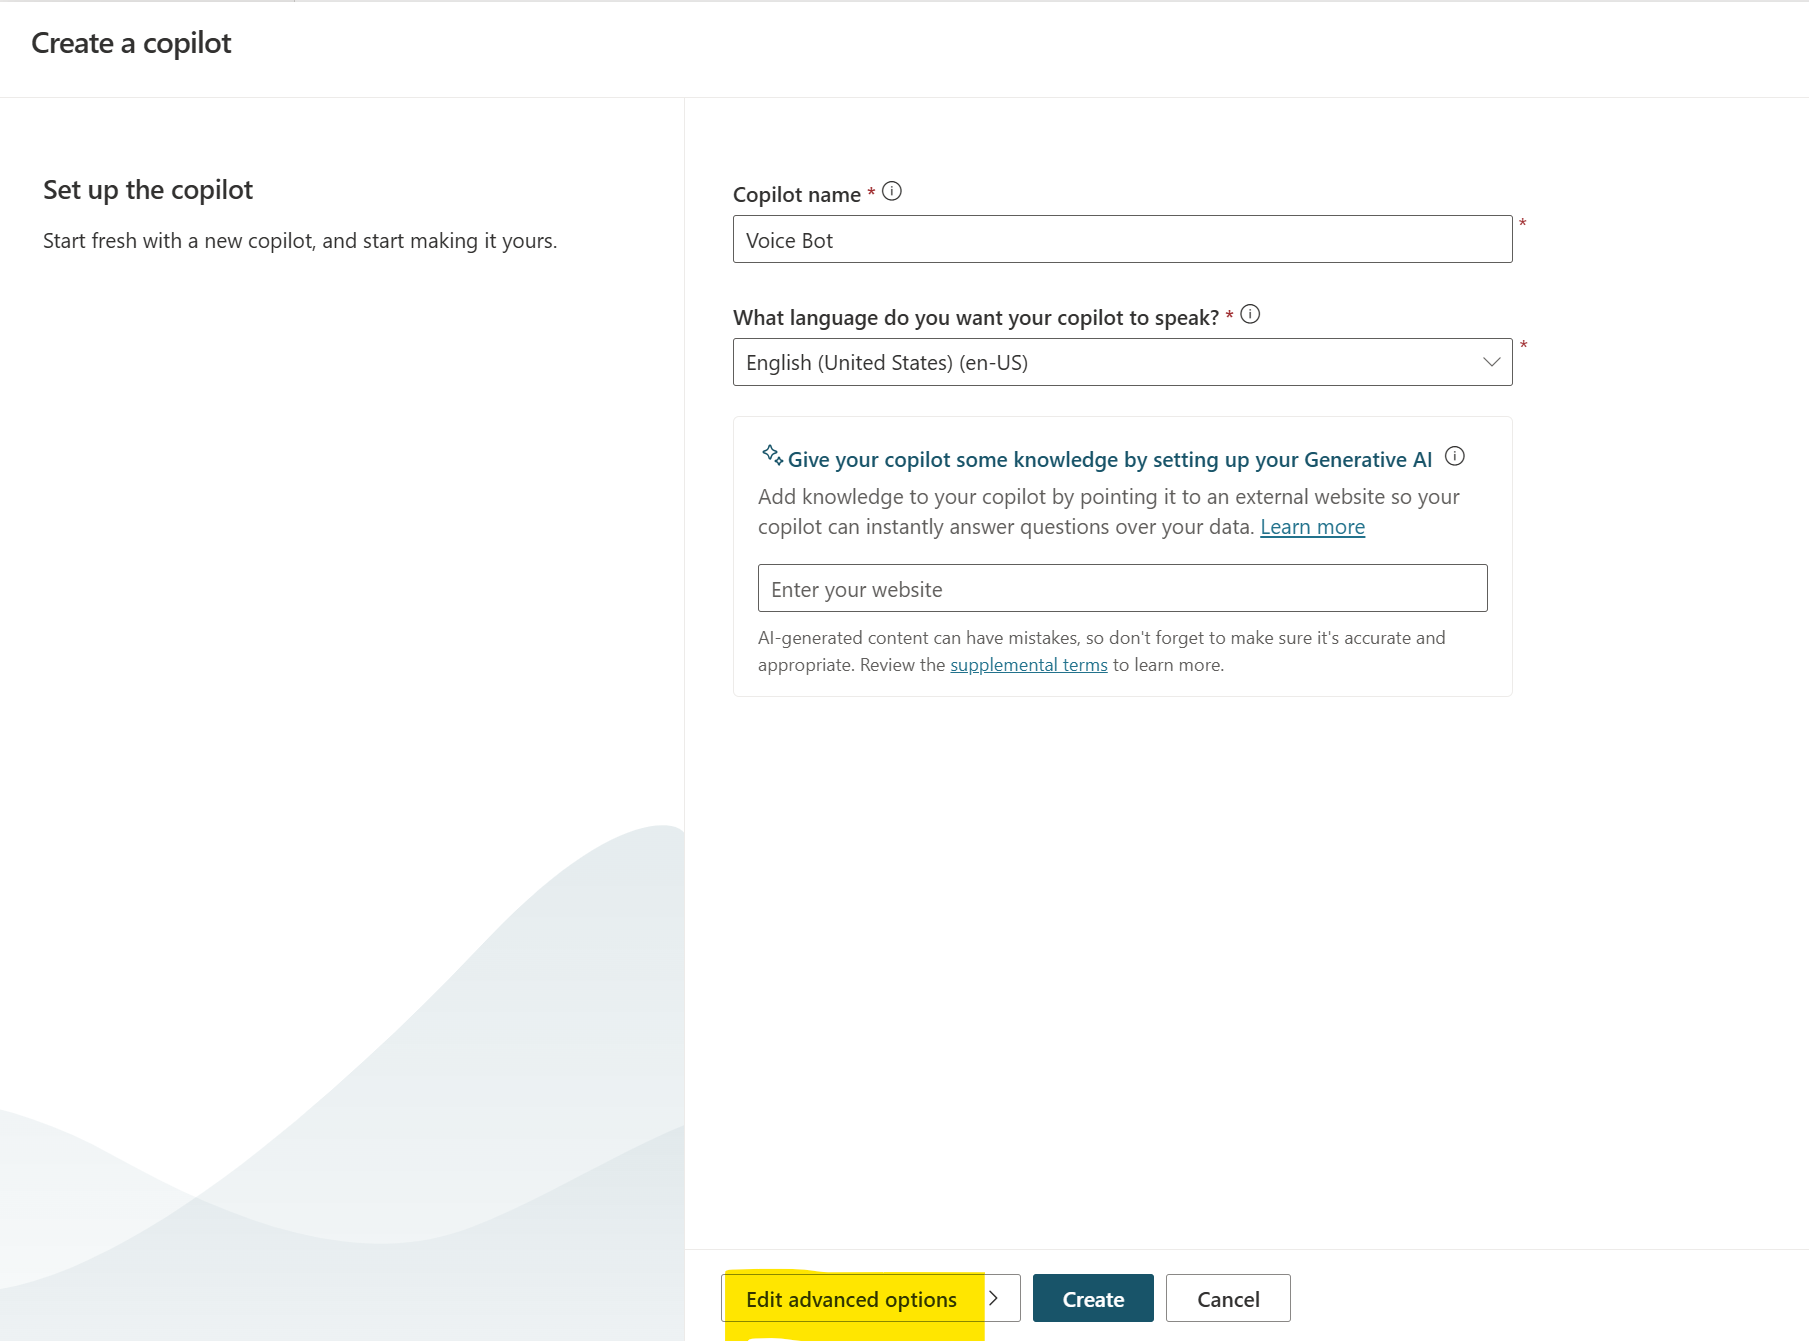 Create a copilot
Set up the copilot
Start fresh with a new copilot, and start making it yours.
Copilot name *
Voice Bot
*
What language do you want your copilot to speak? *
English (United States) (en-US)
*
Give your copilot some knowledge by setting up your Generative AI
Add knowledge to your copilot by pointing it to an external website so your
copilot can instantly answer questions over your data. Learn more
Enter your website
AI-generated content can have mistakes, so don't forget to make sure it's accurate and
appropriate. Review the supplemental terms to learn more.
Edit advanced options
Create
Cancel